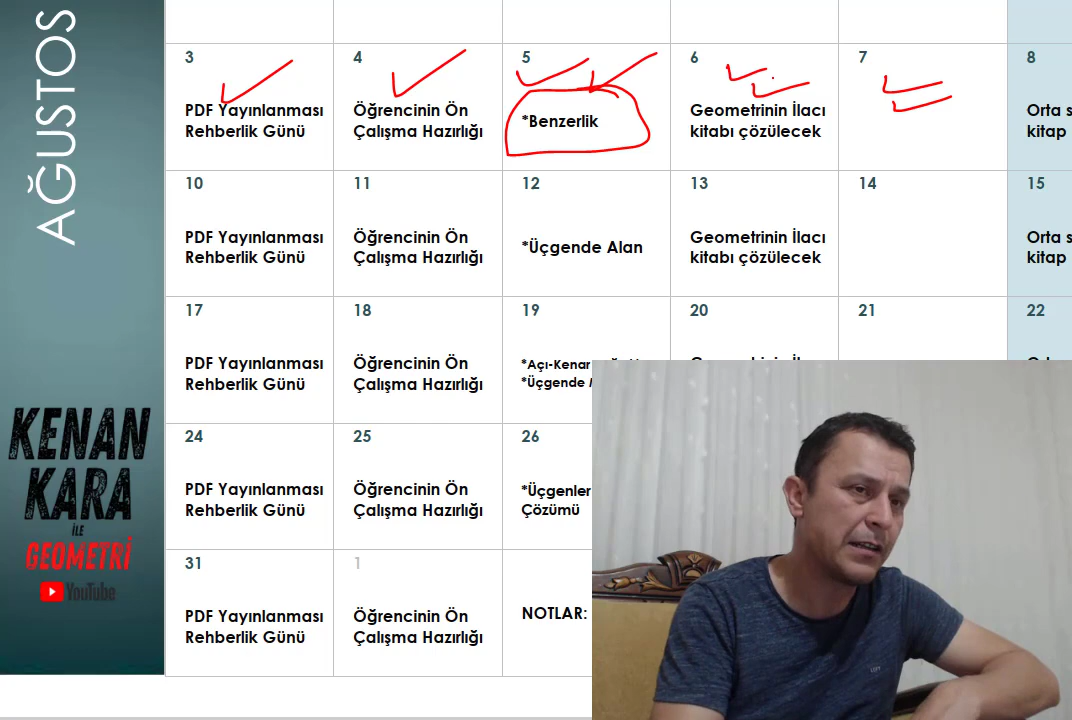 AĞUSTOS
3
4
5
6
7
8
PDF Yayınlanması
Rehberlik Günü
Öğrencinin Ön
Çalışma Hazırlığı
*Benzerlik
Geometrinin İlacı
kitabı çözülecek
Orta s
kitap
10
11
12
13
14
15
PDF Yayınlanması
Rehberlik Günü
Öğrencinin Ön
Çalışma Hazırlığı
*Üçgende Alan
Geometrinin İlacı
kitabı çözülecek
Orta s
kitap
17
18
19
20
21
22
PDF Yayınlanması
Rehberlik Günü
Öğrencinin Ön
Çalışma Hazırlığı
*Açı-Kenar
*Üçgende
24
25
26
PDF Yayınlanması
Rehberlik Günü
Öğrencinin Ön
Çalışma Hazırlığı
*Üçgenler
Çözümü
31
1
PDF Yayınlanması
Rehberlik Günü
Öğrencinin Ön
Çalışma Hazırlığı
NOTLAR:
KENAN
KARA
İLE
GEOMETRİ
YouTube